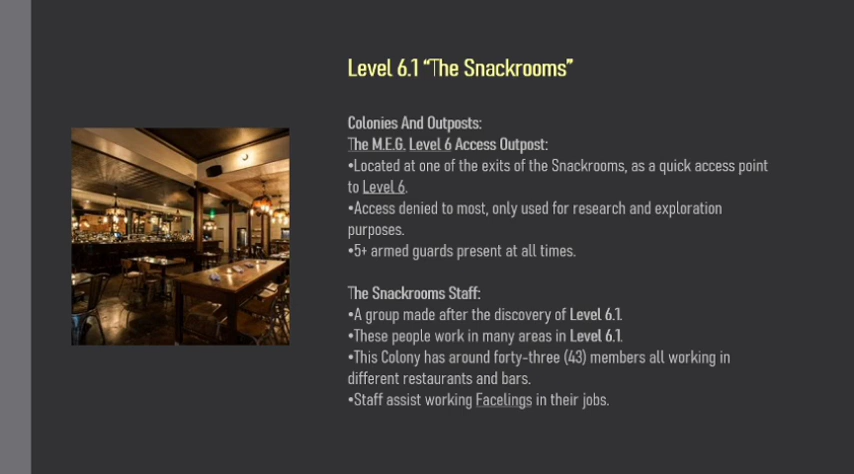 Level 6.1 “The Snackrooms”
Colonies And Outposts:
The M.E.G. Level 6 Access Outpost:
•Located at one of the exits of the Snackrooms, as a quick access point
to Level 6.
•Access denied to most, only used for research and exploration
purposes.
•5+ armed guards present at all times.
The Snackrooms Staff:
•A group made after the discovery of Level 6.1.
•These people work in many areas in Level 6.1.
•This Colony has around forty-three (43) members all working in
different restaurants and bars.
•Staff assist working Facelings in their jobs.